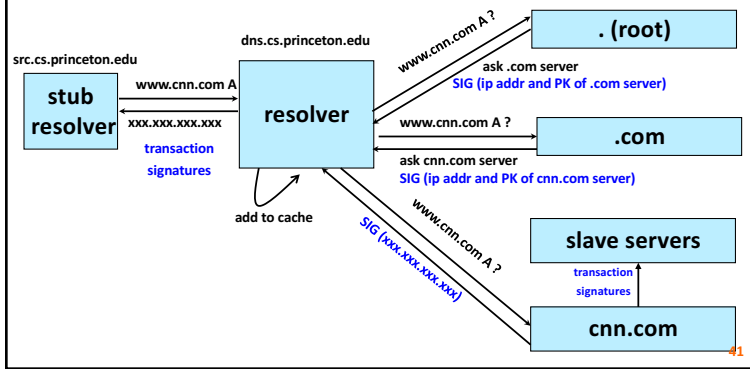 dns.cs.princeton.edu
src.cs.princeton.edu
stub
resolver
www.cnn.com A
xxx.xxx.xxx.xxx
transaction
signatures
resolver
add to cache
www.cnn.com A ?
. (root)
ask .com server
SIG (ip addr and PK of .com server)
www.cnn.com A ?
.com
ask cnn.com server
SIG (ip addr and PK of cnn.com server)
www.cnn.com A ?
SIG (xxx.xxx.xxx.xxx)
slave servers
transaction
signatures
cnn.com
41